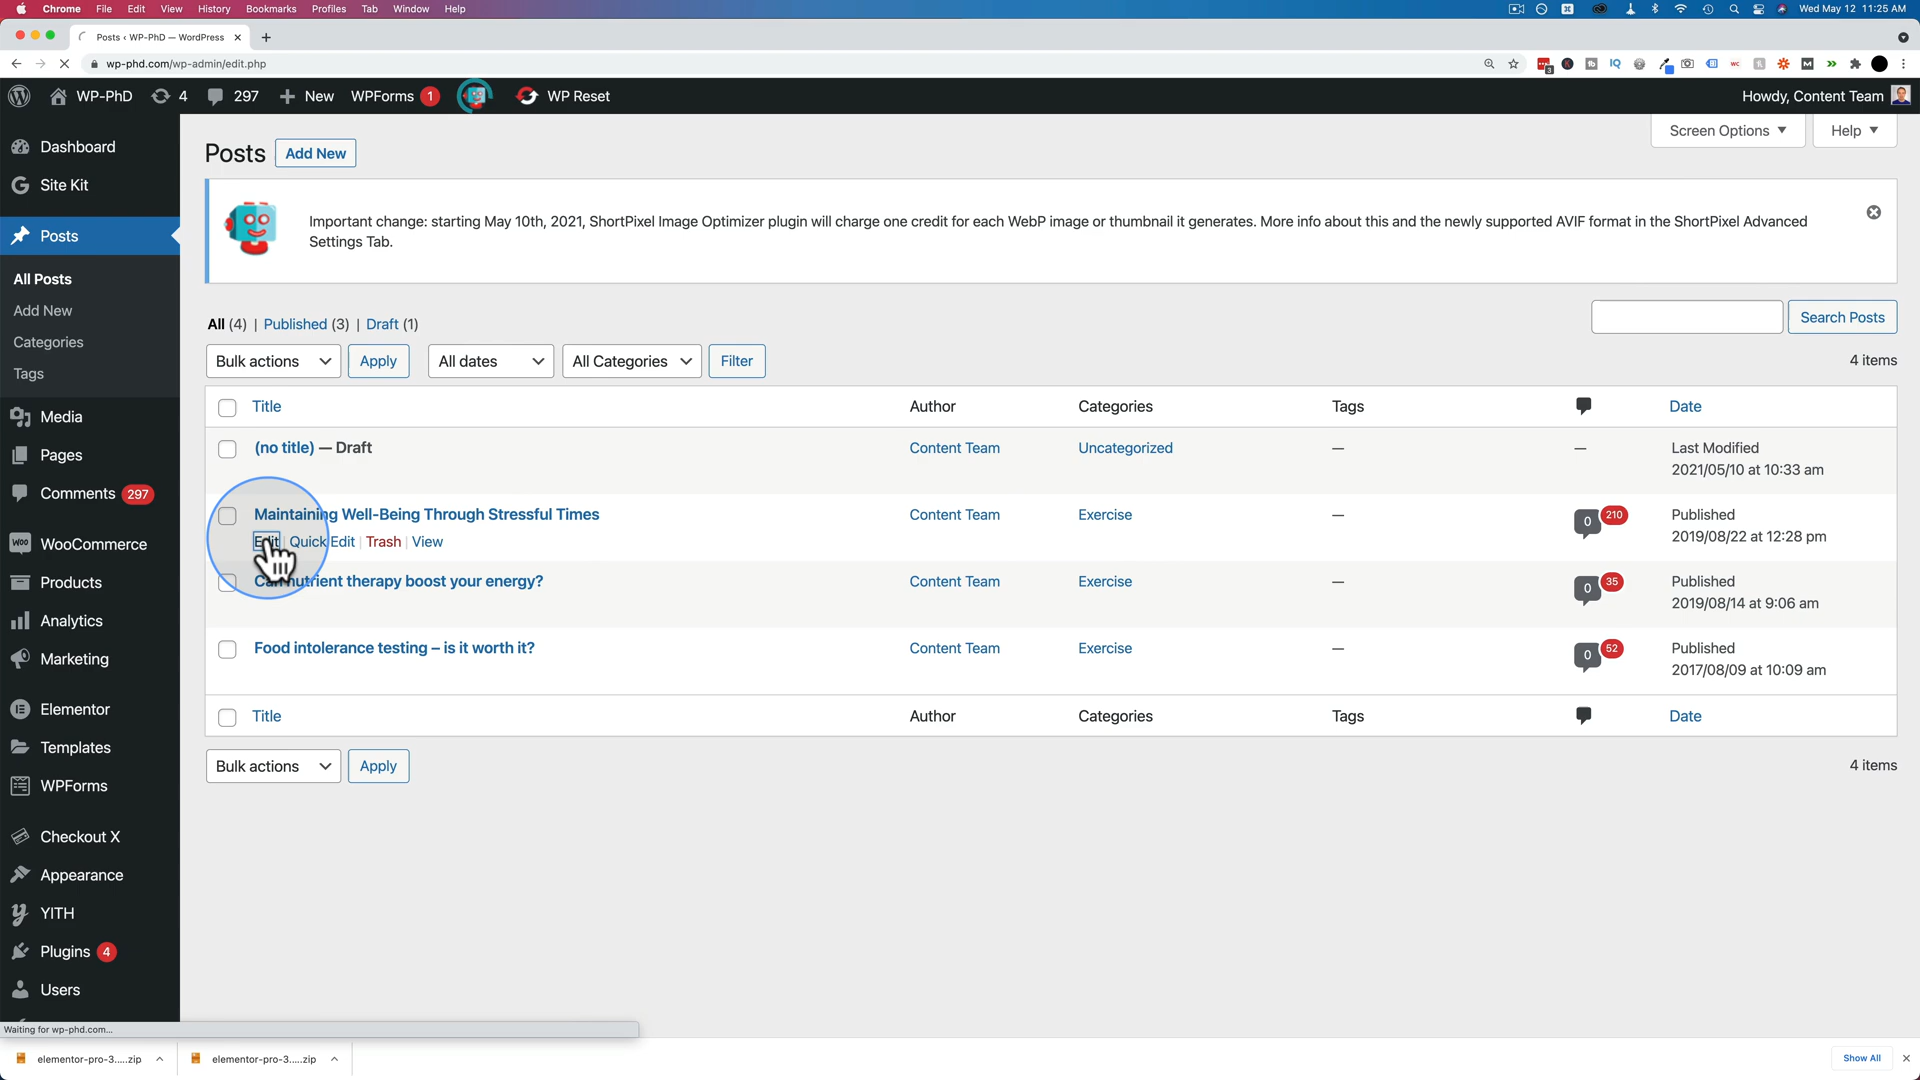 Chrome File Edit View History Bookmarks Profiles Tab Window Help Wed May 12 11:25 AM
Posts ‹ WP-PhD — WordPress
wp-phd.com/wp-admin/edit.php
WP-PhD 4 297 New WPForms 1 WP Reset Howdy, Content Team
Screen Options Help
Dashboard
Site Kit
Posts
All Posts
Add New
Categories
Tags
Media
Pages
Comments 297
WooCommerce
Products
Analytics
Marketing
Elementor
Templates
WPForms
Checkout X
Appearance
YITH
Plugins 4
Users
Posts Add New
Important change: starting May 10th, 2021, ShortPixel Image Optimizer plugin will charge one credit for each WebP image or thumbnail it generates. More info about this and the newly supported AVIF format in the ShortPixel Advanced
Settings Tab.
All (4) | Published (3) | Draft (1)
Search Posts
Bulk actions Apply All dates All Categories Filter 4 items
Title Author Categories Tags Date
(no title) — Draft Content Team Uncategorized — — Last Modified
2021/05/10 at 10:33 am
Maintaining Well-Being Through Stressful Times Content Team Exercise — 0 210 Published
Edit | Quick Edit | Trash | View 2019/08/22 at 12:28 pm
Can nutrient therapy boost your energy? Content Team Exercise — 0 35 Published
2019/08/14 at 9:06 am
Food intolerance testing – is it worth it? Content Team Exercise — 0 52 Published
2017/08/09 at 10:09 am
Title Author Categories Tags Date
Bulk actions Apply 4 items
Waiting for wp-phd.com...
elementor-pro-3.....zip elementor-pro-3.....zip Show All